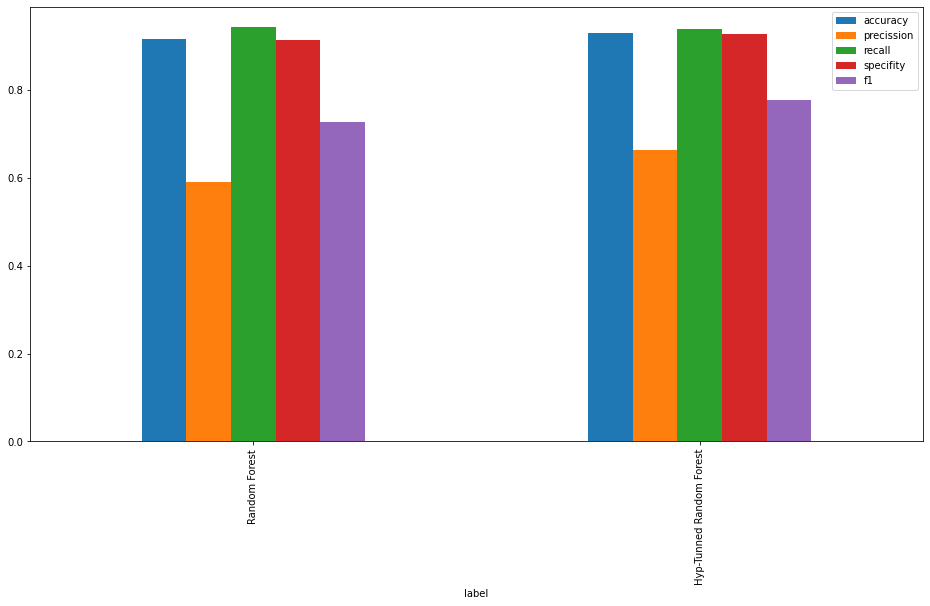 accuracy
precission
recall
specifity
f1
0.8
0.6
0.4
0.2
0.0
Random Forest
Hyp-Tunned Random Forest
label